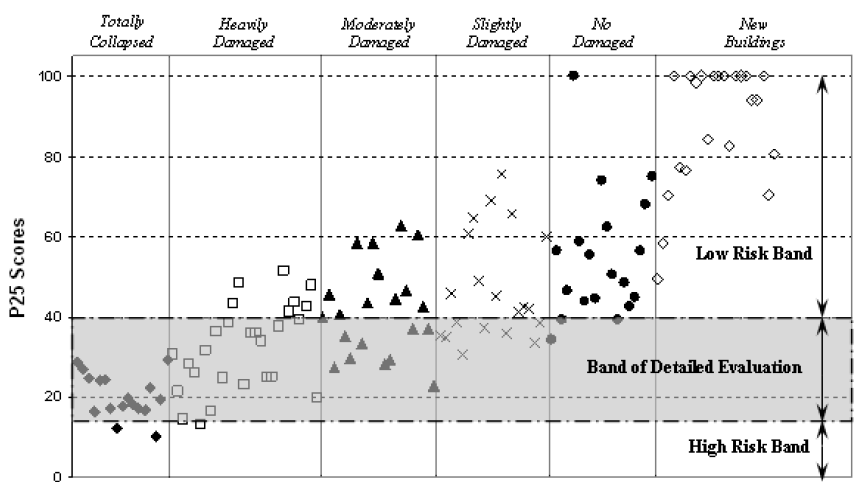 Totally Collapsed
Heavily Damaged
Moderately Damaged
Slightly Damaged
No Damaged
New Buildings
100
80
60
40
20
0
P25 Scores
Low Risk Band
Band of Detailed Evaluation
High Risk Band